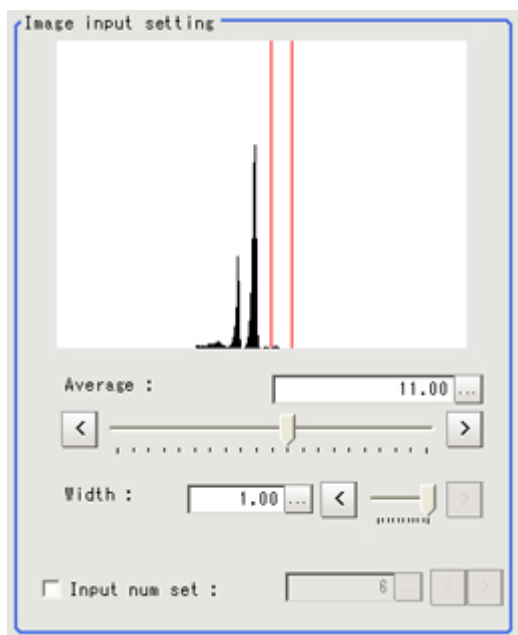 Image input setting
Average : 11.00 ...
< >
Width : 1.00 ... < >
Input num set : 6 ... < >